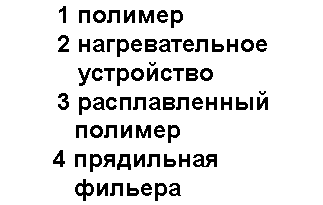 1 полимер
2 нагревательное
устройство
3 расплавленный
полимер
4 прядильная
фильера